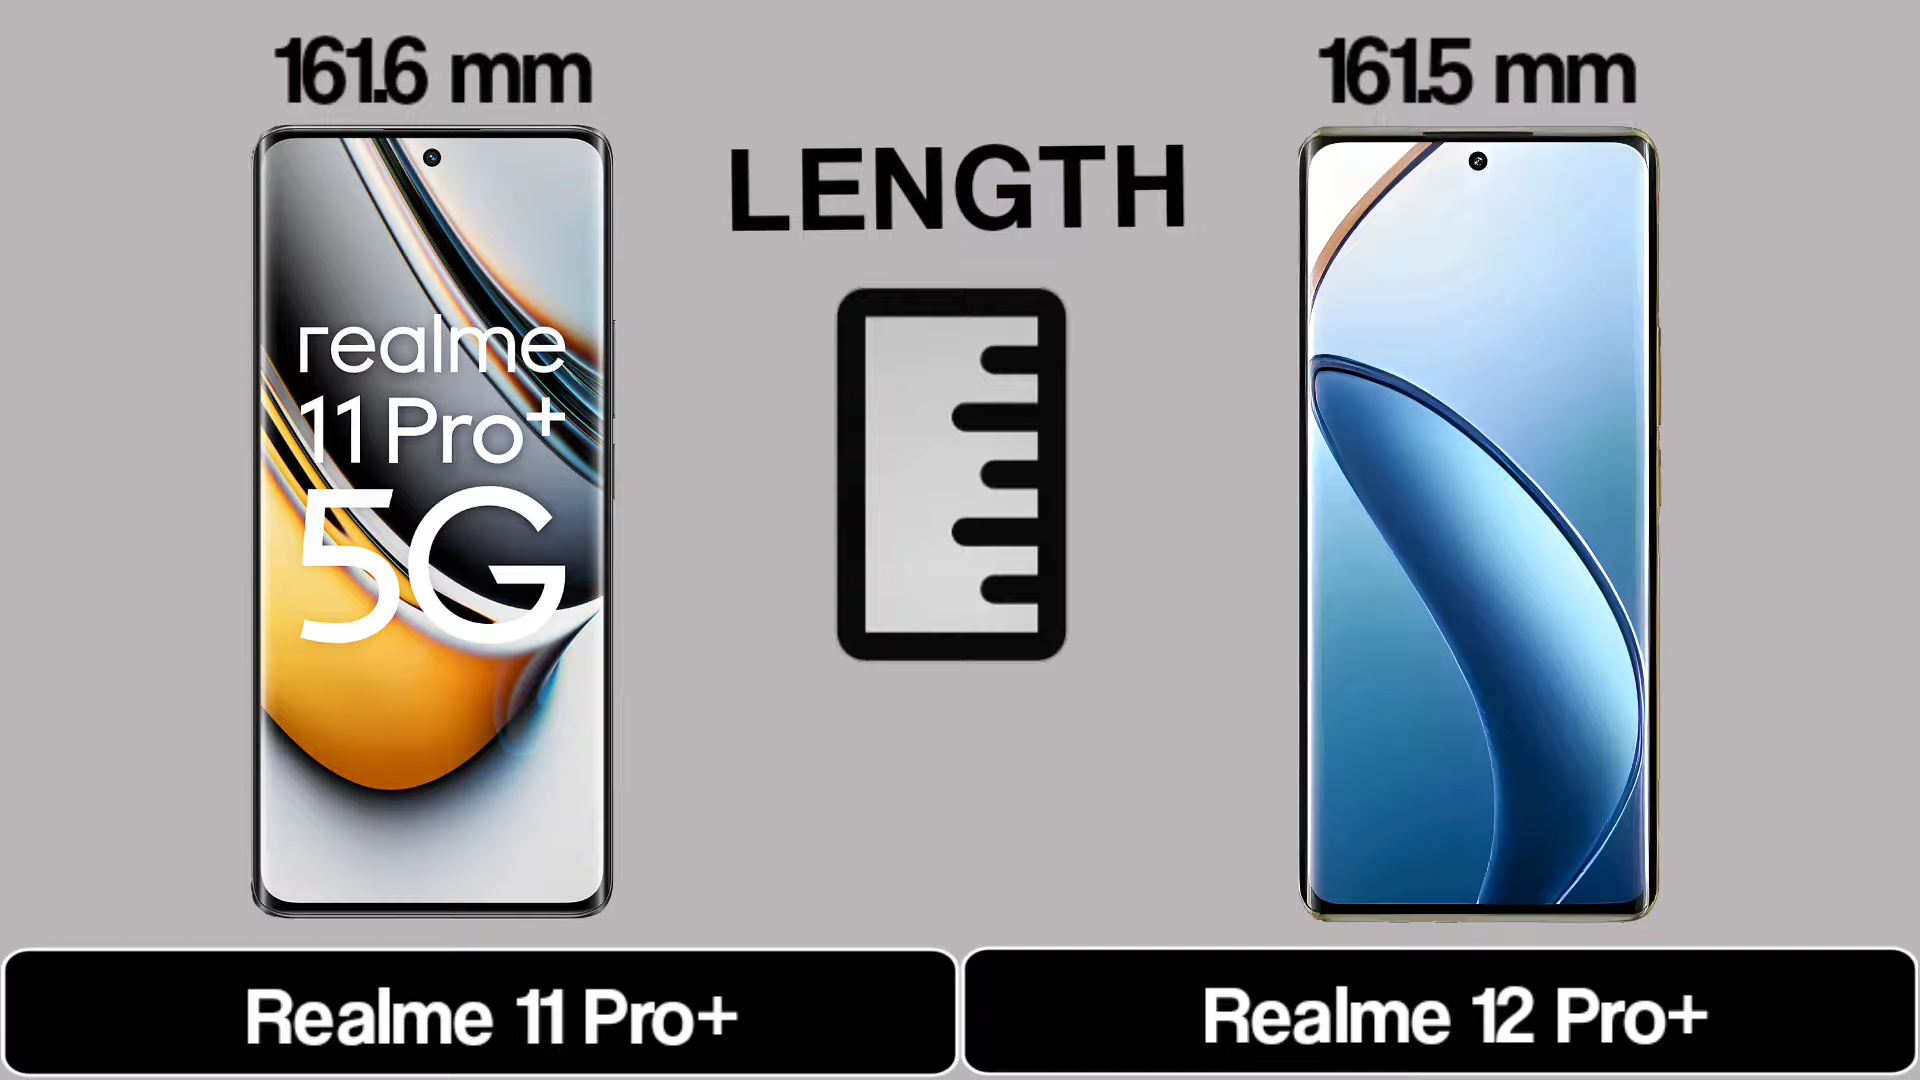 161.6 mm
161.5 mm
LENGTH
realme
11 Pro+
5G
Realme 11 Pro+
Realme 12 Pro+